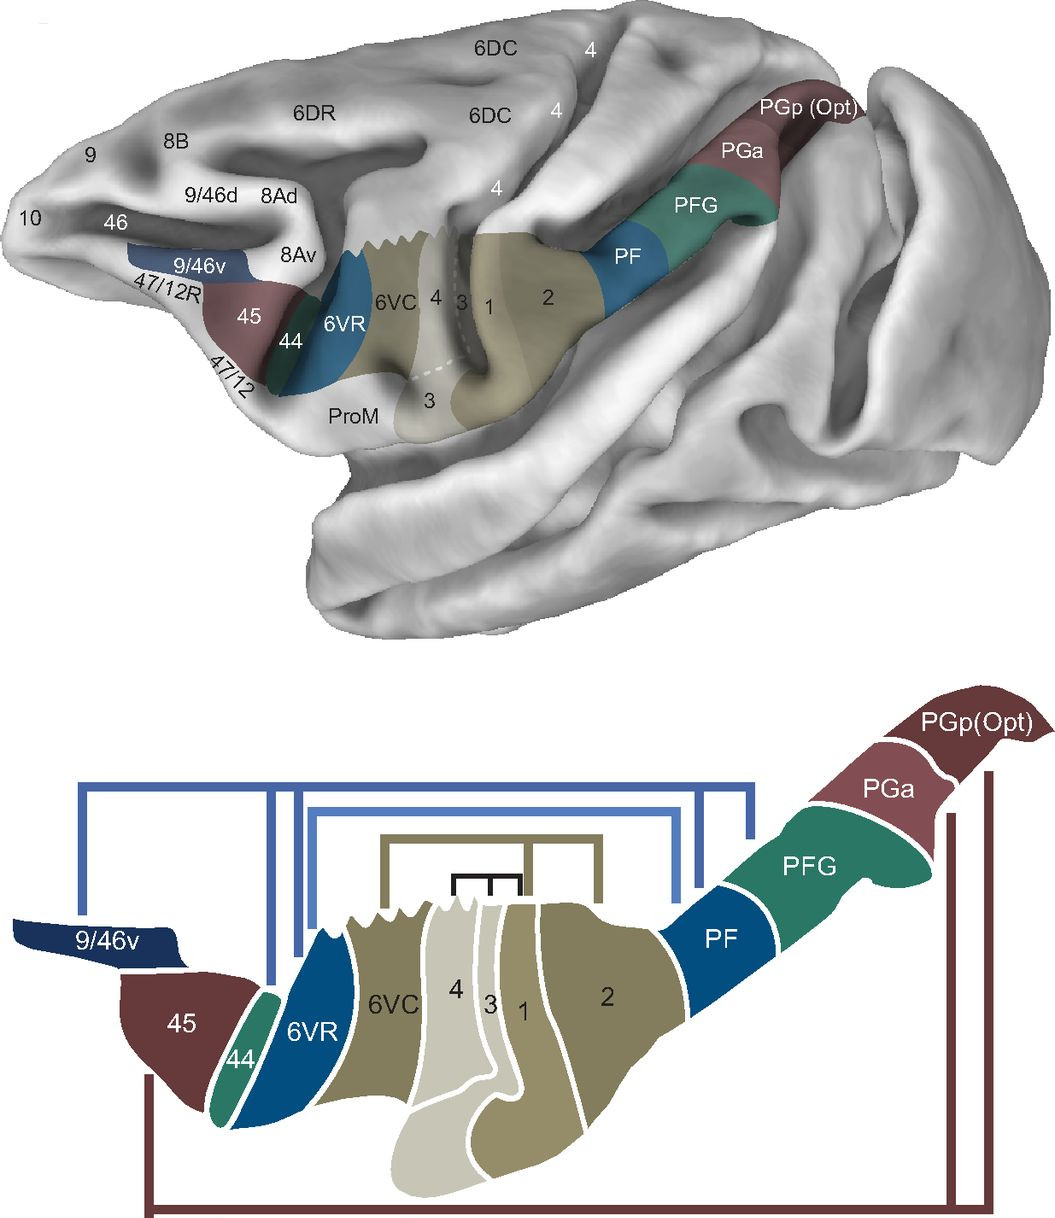 6DC
4
6DR
6DC
4
PGp (Opt)
8B
9
PGa
9/46d
8Ad
4
PFG
10
46
8Av
PF
9/46v
47/12R
6VC
4
3
1
2
45
44
6VR
47/12
ProM
3
PGp(Opt)
PGa
PFG
9/46v
PF
45
44
6VR
6VC
4
3
1
2